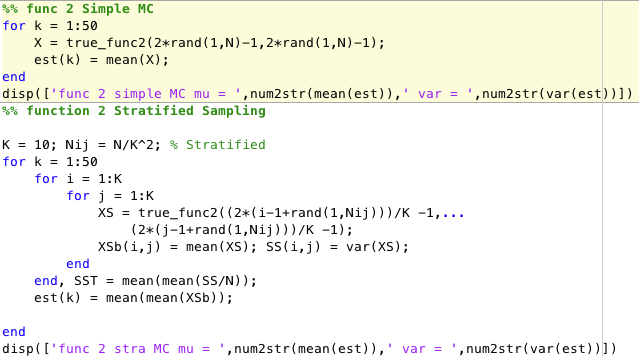 %% func 2 Simple MC
for k = 1:50
    X = true_func2(2*rand(1,N)-1,2*rand(1,N)-1);
    est(k) = mean(X);
end
disp(['func 2 simple MC mu = ',num2str(mean(est)),' var = ',num2str(var(est))])
%% function 2 Stratified Sampling
K = 10; Nij = N/K^2; % Stratified
for k = 1:50
    for i = 1:K
        for j = 1:K
            XS = true_func2((2*(i-1+rand(1,Nij)))/K -1,...
                (2*(j-1+rand(1,Nij)))/K -1);
            XSb(i,j) = mean(XS); SS(i,j) = var(XS);
        end
    end, SST = mean(mean(SS/N));
    est(k) = mean(mean(XSb));
end
disp(['func 2 stra MC mu = ',num2str(mean(est)),' var = ',num2str(var(est))])